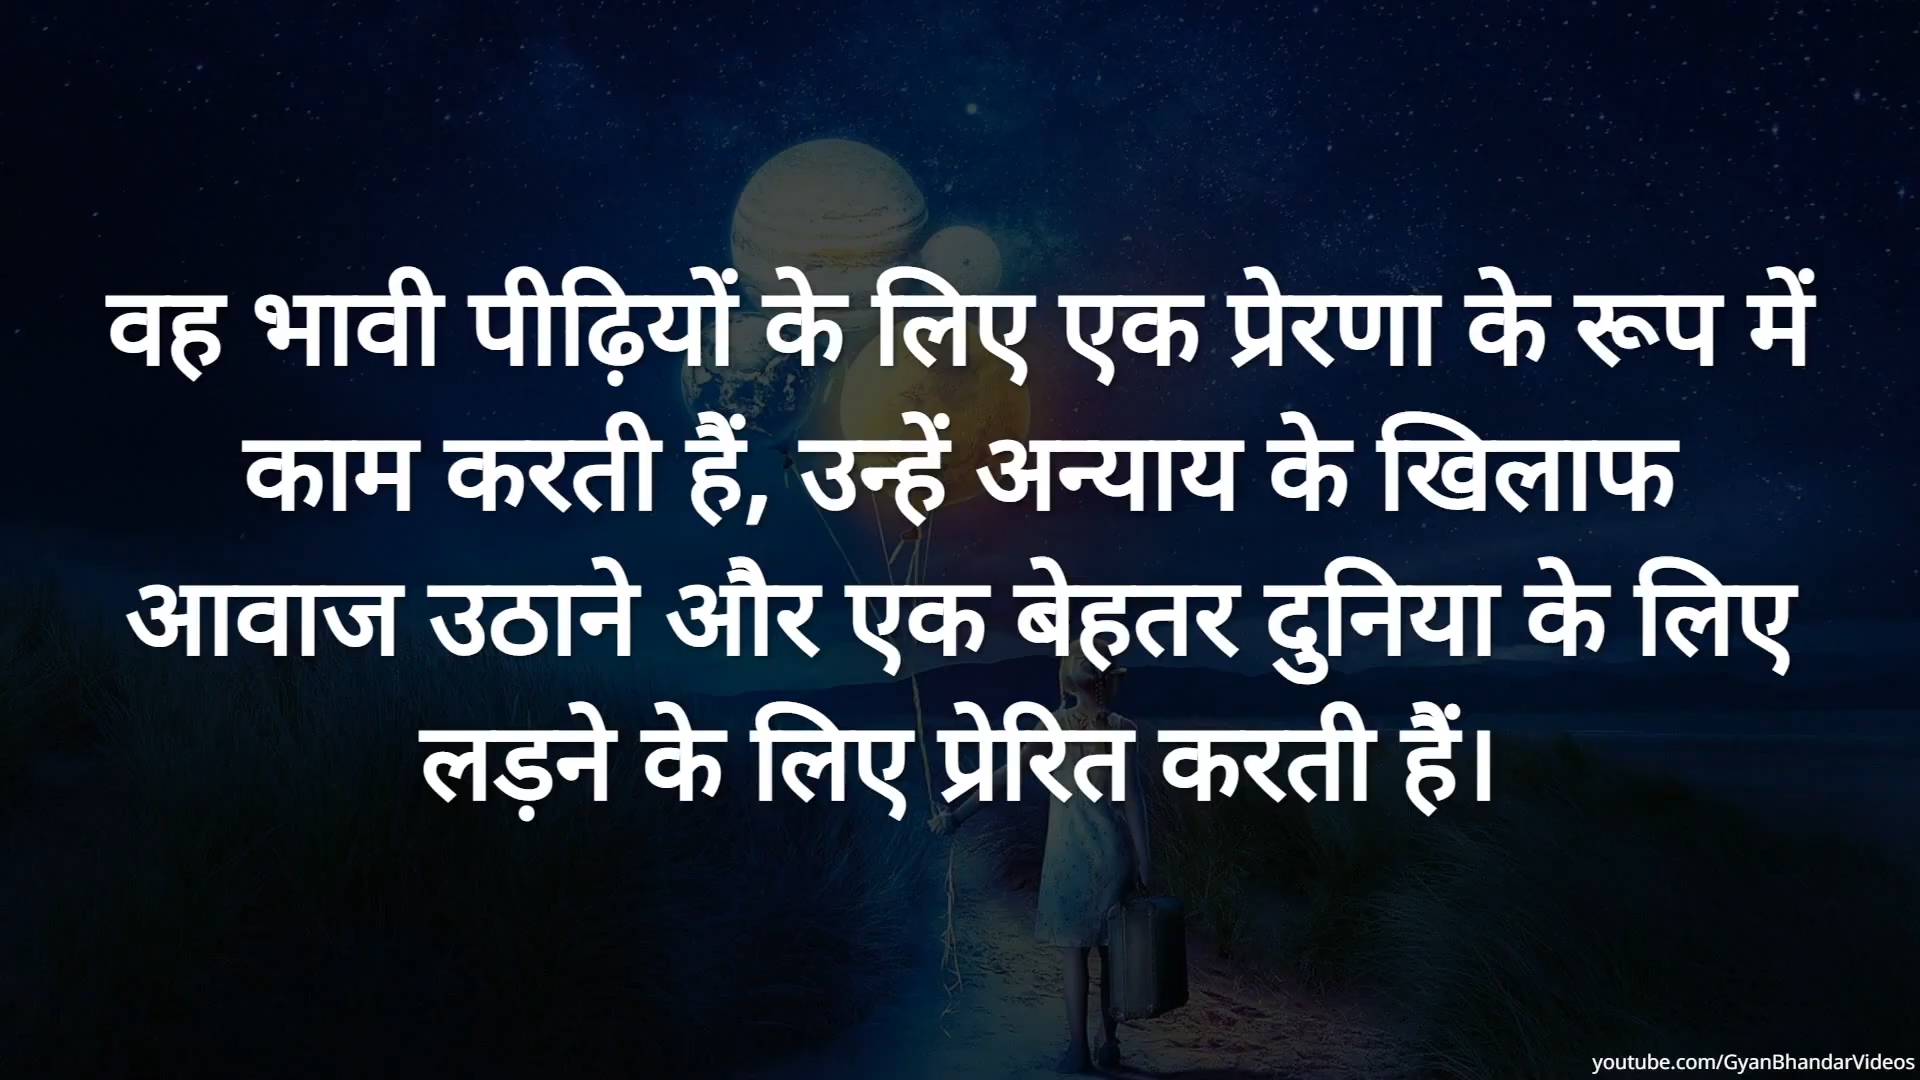 वह भावी पीढ़ियों के लिए एक प्रेरणा के रूप में
काम करती हैं, उन्हें अन्याय के खिलाफ
आवाज उठाने और एक बेहतर दुनिया के लिए
लड़ने के लिए प्रेरित करती हैं।
youtube.com/GyanBhandarVideos